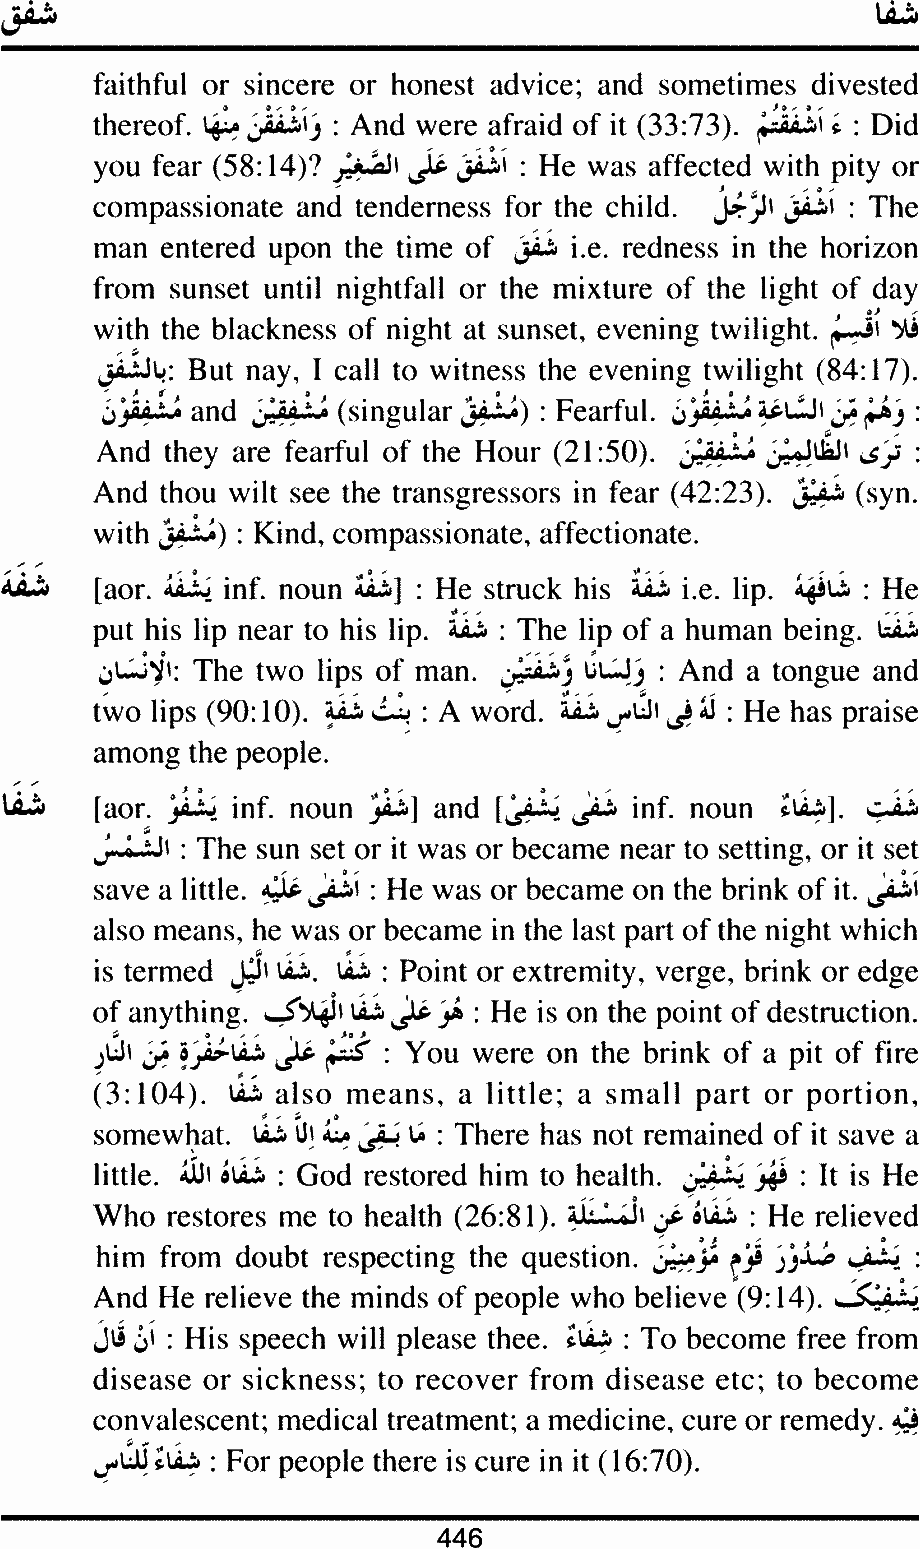 شفق شفا
faithful or sincere or honest advice; and sometimes divested
thereof. وَاَشْفَقْنَ مِنْهَا : And were afraid of it (33:73). ءَ اَشْفَقْتُمْ : Did
you fear (58:14)? اَشْفَقَ عَلَى الصَّغِيْرِ : He was affected with pity or
compassionate and tenderness for the child. اَشْفَقَ الرَّجُلُ : The
man entered upon the time of شَفَقَ i.e. redness in the horizon
from sunset until nightfall or the mixture of the light of day
with the blackness of night at sunset, evening twilight. فَلَا اُقْسِمُ
بِالشَّفَقِ: But nay, I call to witness the evening twilight (84:17).
مُشْفِقُوْنَ and مُشْفِقِيْنَ (singular مُشْفِقٌ) : Fearful. وَهُمْ مِّنَ السَّاعَةِ مُشْفِقُوْنَ :
And they are fearful of the Hour (21:50). تَرَى الظَّالِمِيْنَ مُشْفِقِيْنَ :
And thou wilt see the transgressors in fear (42:23). شَفِيْقٌ (syn.
with مُشْفِقٌ) : Kind, compassionate, affectionate.
شَفَهَ [aor. يَشْفَهُ inf. noun شَفْهٌ] : He struck his شَفَةٌ i.e. lip. شَافَهَهُ : He
put his lip near to his lip. شَفَةٌ : The lip of a human being. شَفَتَا
الْاِنْسَانِ: The two lips of man. وَلِسَانًا وَّشَفَتَيْنِ : And a tongue and
two lips (90:10). بِنْتُ شَفَةٍ : A word. لَهُ فِى النَّاسِ شَفَةٌ : He has praise
among the people.
شَفَا [aor. يَشْفُوْ inf. noun شَفْوٌ] and [شَفٰى يَشْفِىْ inf. noun شِفَاءٌ]. شَفَتِ
الشَّمْسُ : The sun set or it was or became near to setting, or it set
save a little. اَشْفٰى عَلَيْهِ : He was or became on the brink of it. اَشْفٰى
also means, he was or became in the last part of the night which
is termed شَفَا الَّيْلِ. شَفَا : Point or extremity, verge, brink or edge
of anything. هُوَ عَلٰى شَفَا الْهَلَاكِ : He is on the point of destruction.
كُنْتُمْ عَلٰى شَفَاحُفْرَةٍ مِّنَ النَّارِ : You were on the brink of a pit of fire
(3:104). شَفًا also means, a little; a small part or portion,
somewhat. مَا بَقِىَ مِنْهُ اِلَّا شَفًا : There has not remained of it save a
little. شَفَاهُ اللّٰهُ : God restored him to health. فَهُوَ يَشْفِيْنِ : It is He
Who restores me to health (26:81). شَفَاهُ عَنِ الْمَسْئَلَةِ : He relieved
him from doubt respecting the question. يَشْفِ صُدُوْرَ قَوْمٍ مُّؤْمِنِيْنَ :
And He relieve the minds of people who believe (9:14). يَشْفِيْكَ
اَنْ قَالَ : His speech will please thee. شِفَاءٌ : To become free from
disease or sickness; to recover from disease etc; to become
convalescent; medical treatment; a medicine, cure or remedy. فِيْهِ
شِفَاءٌ لِّلنَّاسِ : For people there is cure in it (16:70).
446